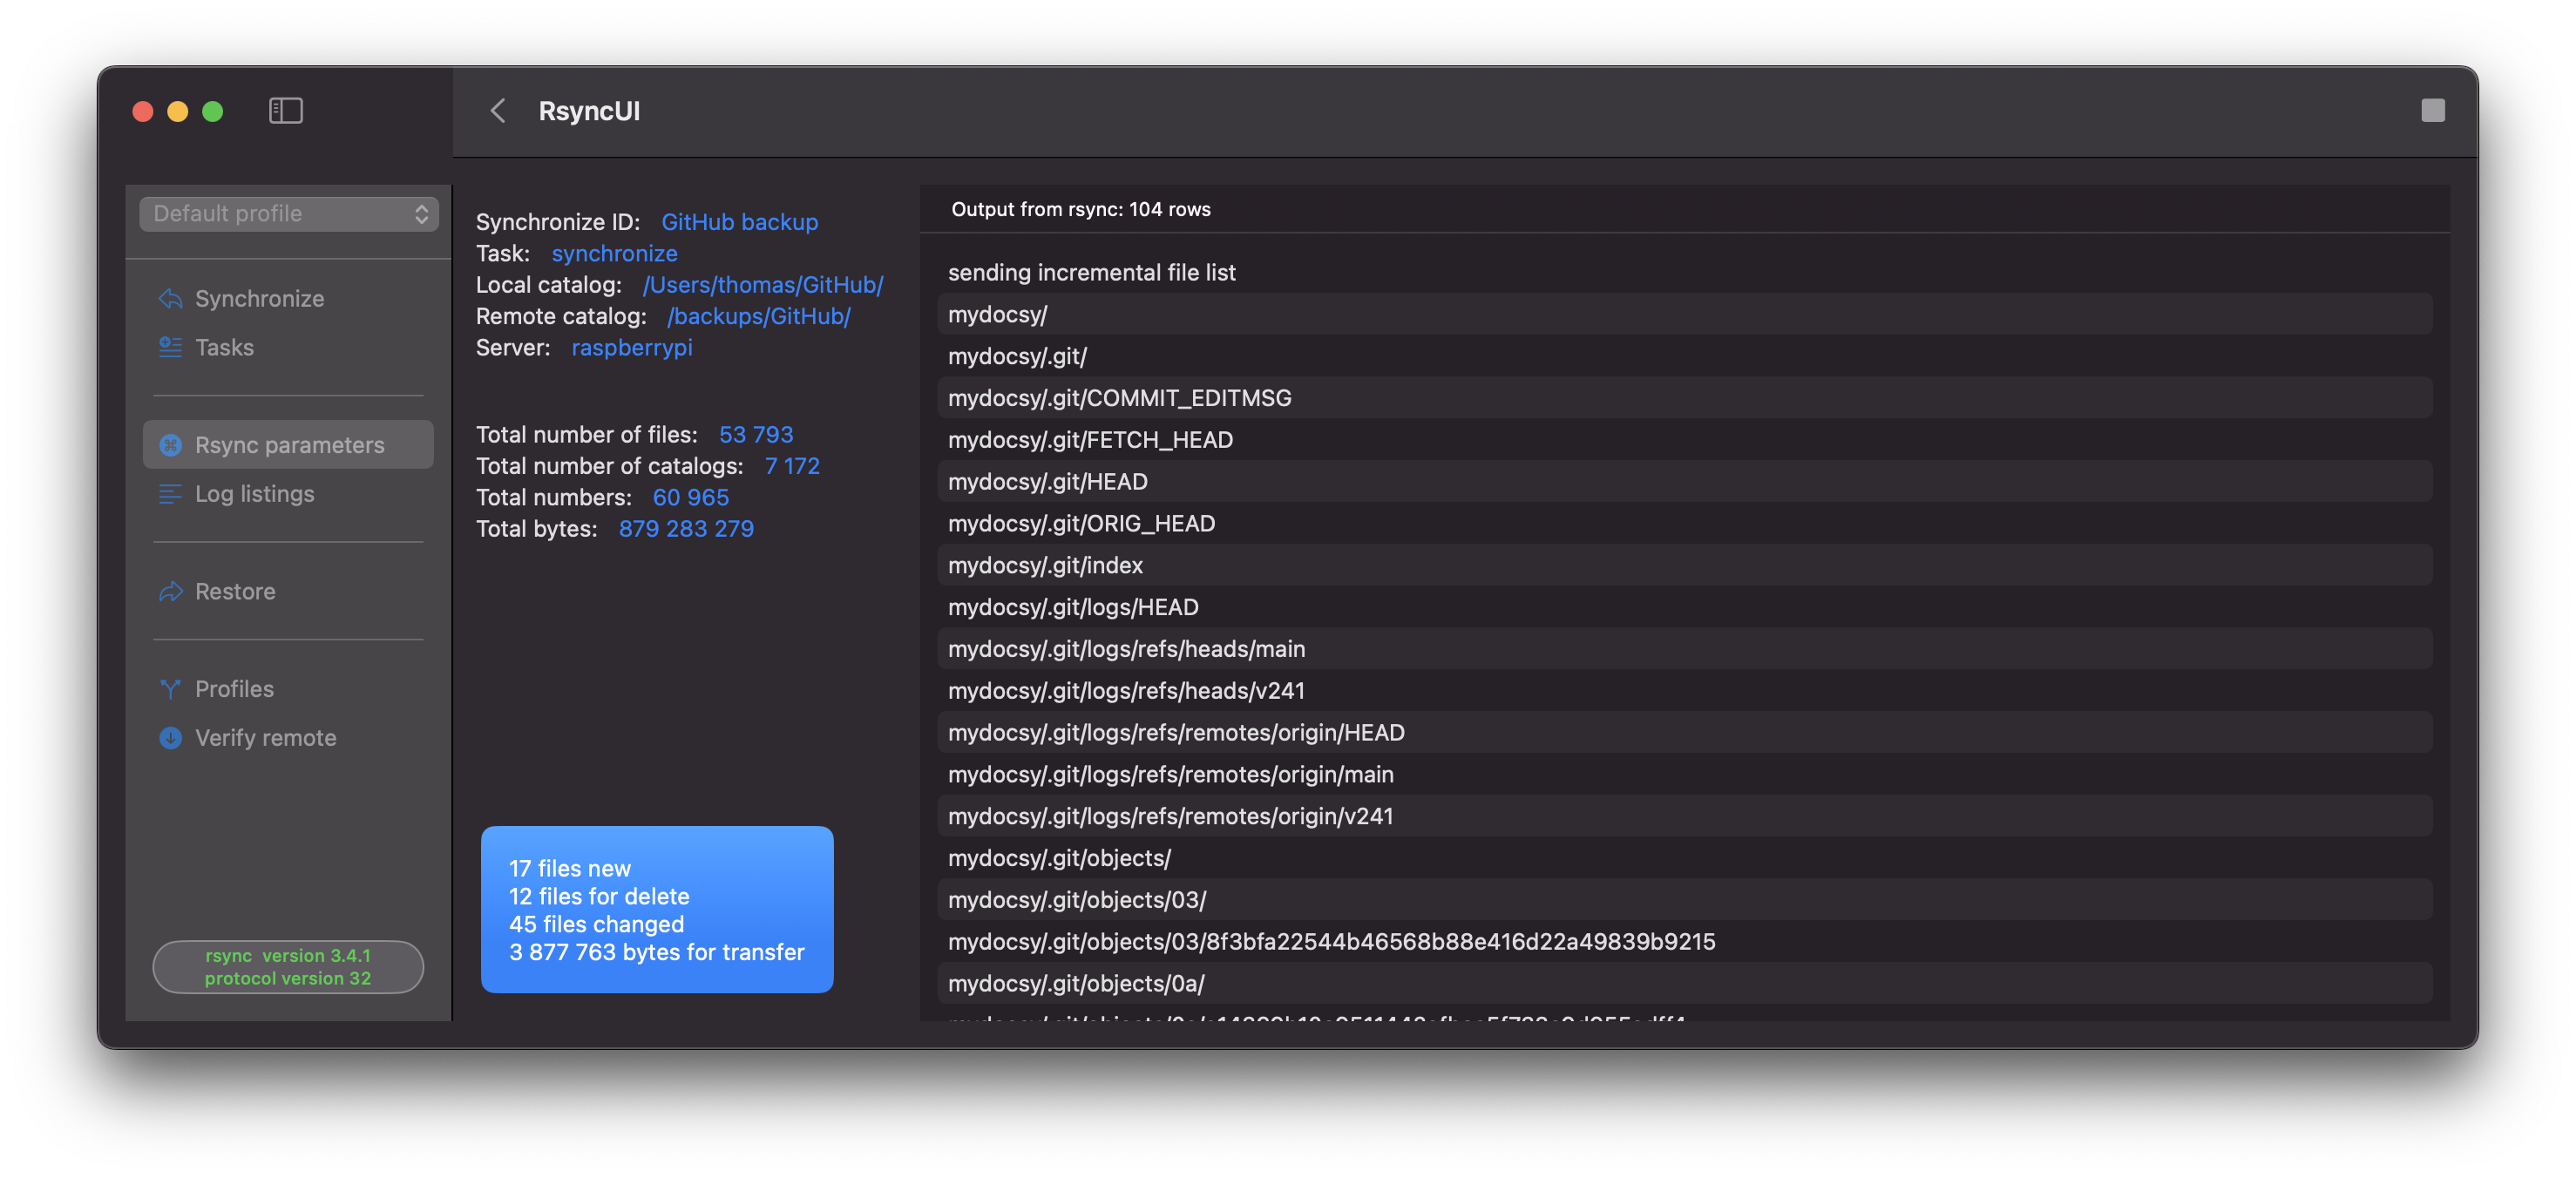 RsyncUI
Default profile
Synchronize
Tasks
Rsync parameters
Log listings
Restore
Profiles
Verify remote
rsync  version 3.4.1
protocol version 32
Synchronize ID: GitHub backup
Task: synchronize
Local catalog: /Users/thomas/GitHub/
Remote catalog: /backups/GitHub/
Server: raspberrypi
Total number of files: 53 793
Total number of catalogs: 7 172
Total numbers: 60 965
Total bytes: 879 283 279
17 files new
12 files for delete
45 files changed
3 877 763 bytes for transfer
Output from rsync: 104 rows
sending incremental file list
mydocsy/
mydocsy/.git/
mydocsy/.git/COMMIT_EDITMSG
mydocsy/.git/FETCH_HEAD
mydocsy/.git/HEAD
mydocsy/.git/ORIG_HEAD
mydocsy/.git/index
mydocsy/.git/logs/HEAD
mydocsy/.git/logs/refs/heads/main
mydocsy/.git/logs/refs/heads/v241
mydocsy/.git/logs/refs/remotes/origin/HEAD
mydocsy/.git/logs/refs/remotes/origin/main
mydocsy/.git/logs/refs/remotes/origin/v241
mydocsy/.git/objects/
mydocsy/.git/objects/03/
mydocsy/.git/objects/03/8f3bfa22544b46568b88e416d22a49839b9215
mydocsy/.git/objects/0a/